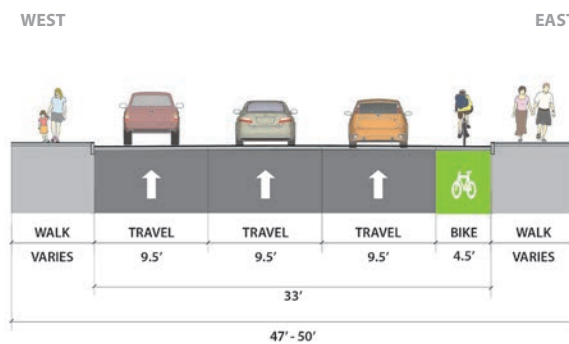 WEST EAST
WALK TRAVEL TRAVEL TRAVEL BIKE WALK
VARIES 9.5' 9.5' 9.5' 4.5' VARIES
33'
47' - 50'